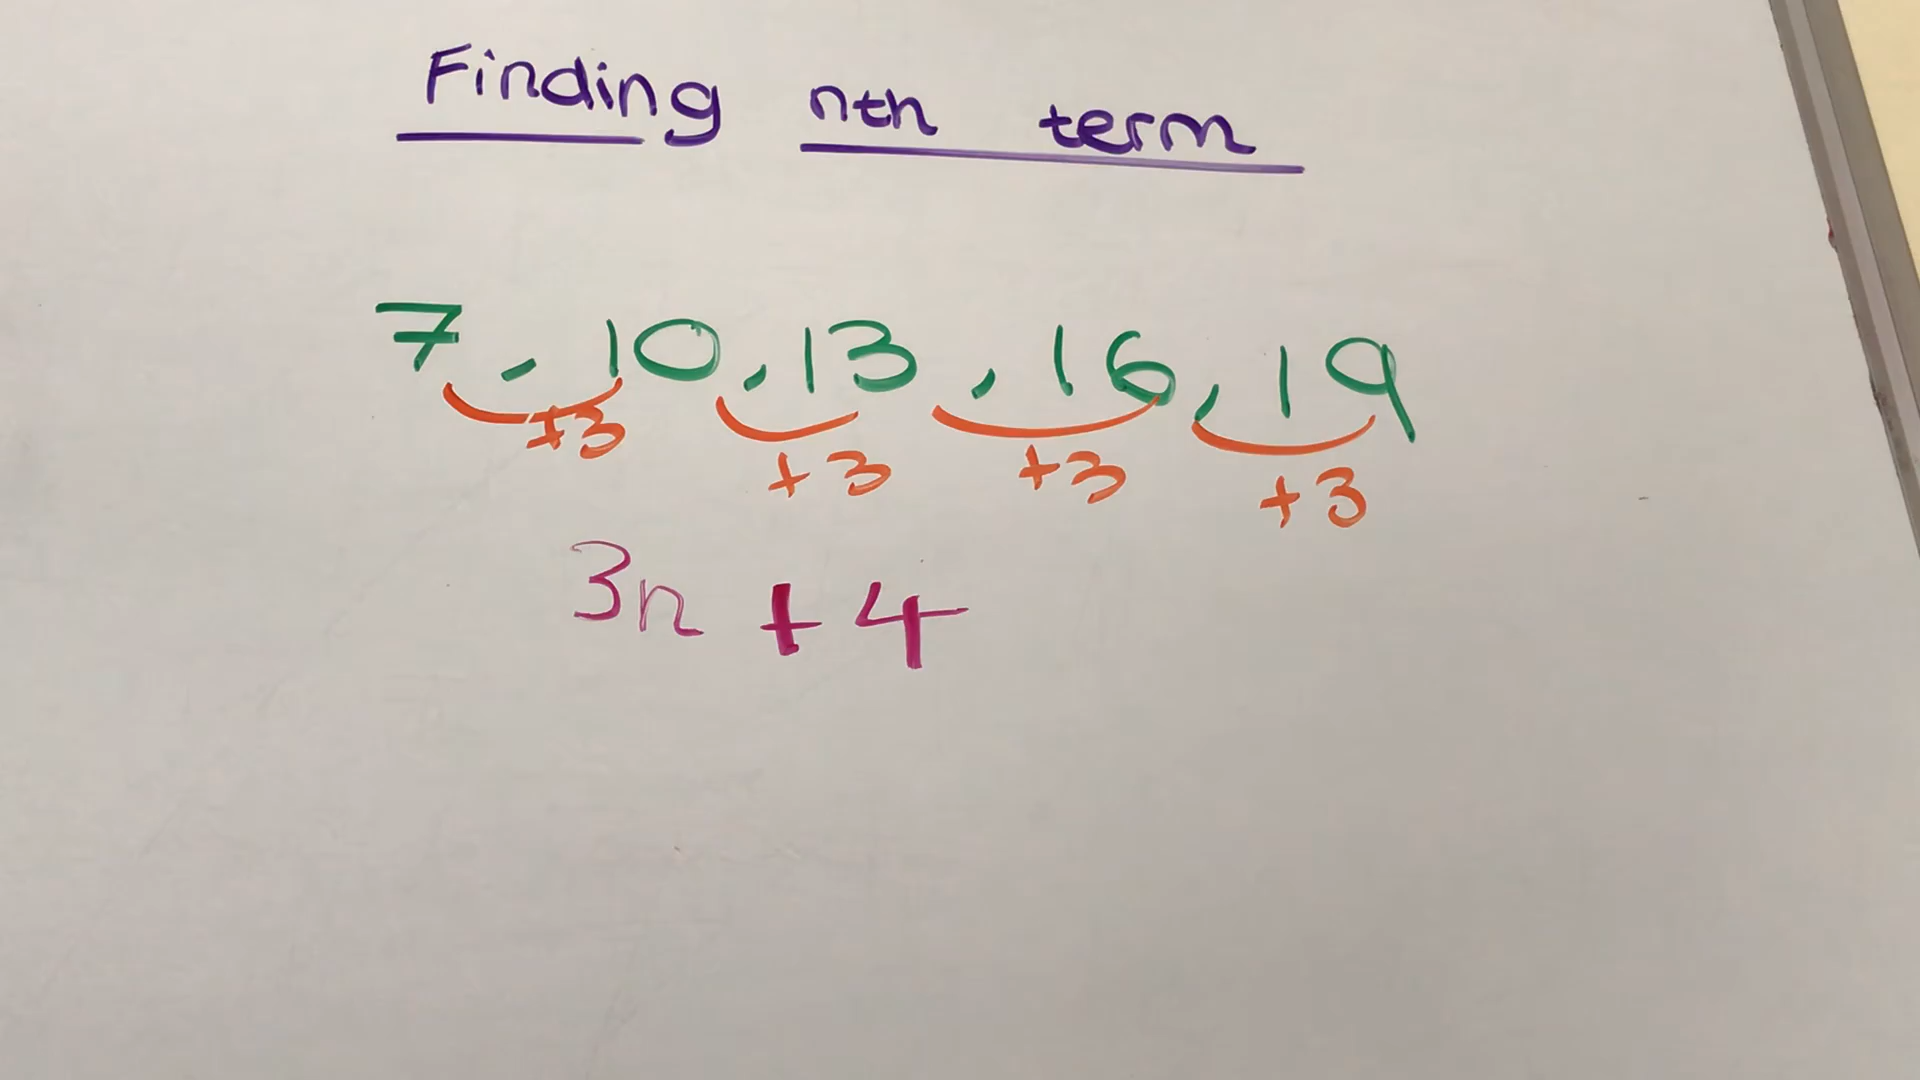 Finding nth term
7, 10, 13, 16, 19
+3 +3 +3 +3
3n + 4